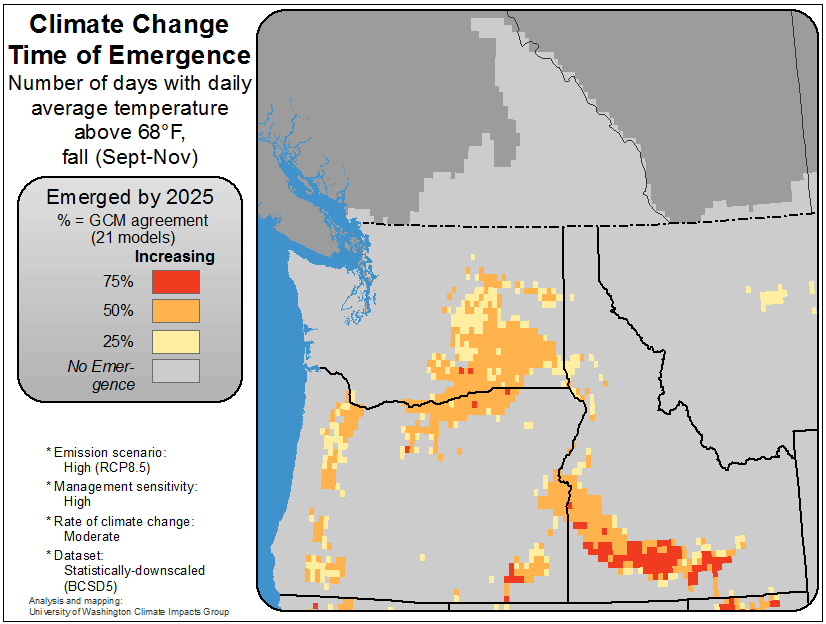 Climate Change
Time of Emergence
Number of days with daily
average temperature
above 68°F,
fall (Sept-Nov)
Emerged by 2025
% = GCM agreement
(21 models)
Increasing
75%
50%
25%
No Emer-
gence
* Emission scenario:
High (RCP8.5)
* Management sensitivity:
High
* Rate of climate change:
Moderate
* Dataset:
Statistically-downscaled
(BCSD5)
Analysis and mapping:
University of Washington Climate Impacts Group